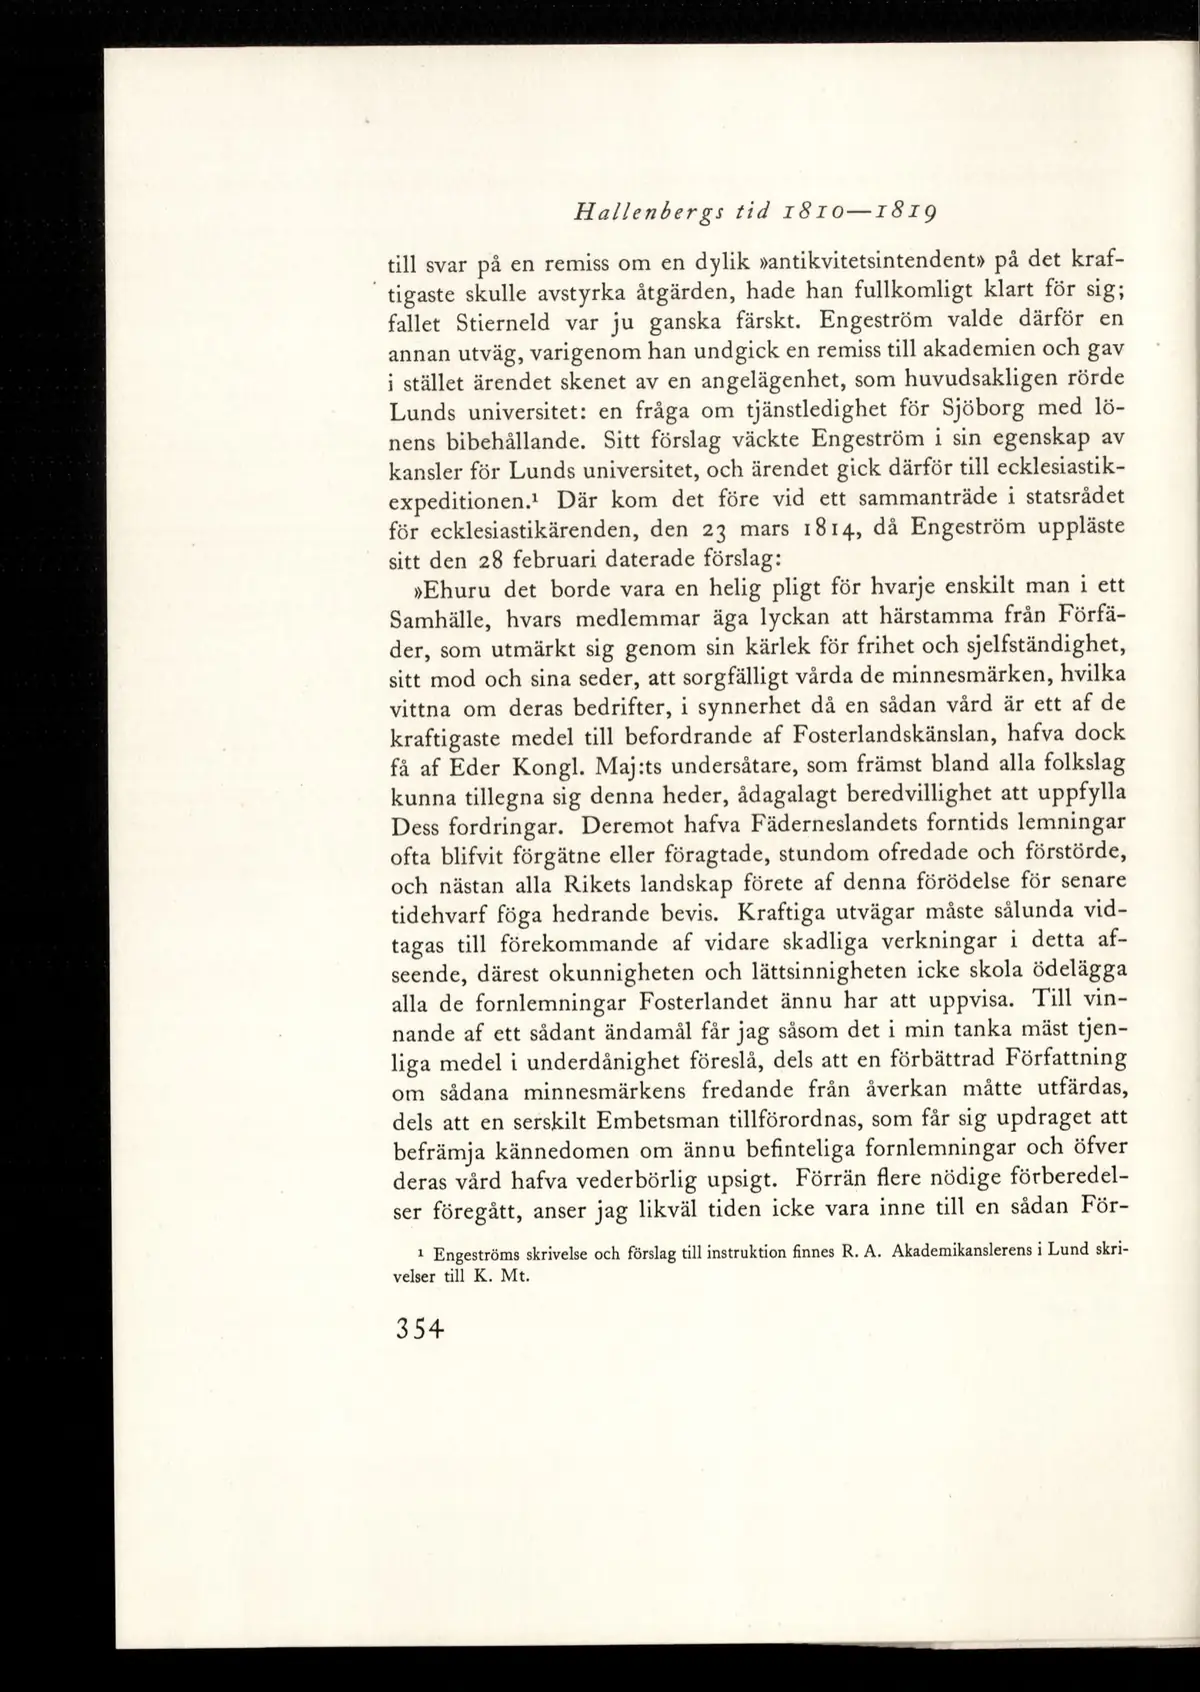 Hallenbergs tid 1810—1819
till svar på en remiss om en dylik »antikvitetsintendent» på det kraf-
tigaste skulle avstyrka åtgärden, hade han fullkomligt klart för sig;
fallet Stierneld var ju ganska färskt. Engeström valde därför en
annan utväg, varigenom han undgick en remiss till akademien och gav
i stället ärendet skenet av en angelägenhet, som huvudsakligen rörde
Lunds universitet: en fråga om tjänstledighet för Sjöborg med lö-
nens bibehållande. Sitt förslag väckte Engeström i sin egenskap av
kansler för Lunds universitet, och ärendet gick därför till ecklesiastik-
expeditionen.¹ Där kom det före vid ett sammanträde i statsrådet
för ecklesiastikärenden, den 23 mars 1814, då Engeström uppläste
sitt den 28 februari daterade förslag:
»Ehuru det borde vara en helig pligt för hvarje enskilt man i ett
Samhälle, hvars medlemmar äga lyckan att härstamma från Förfä-
der, som utmärkt sig genom sin kärlek för frihet och sjelfständighet,
sitt mod och sina seder, att sorgfälligt vårda de minnesmärken, hvilka
vittna om deras bedrifter, i synnerhet då en sådan vård är ett af de
kraftigaste medel till befordrande af Fosterlandskänslan, hafva dock
få af Eder Kongl. Maj:ts undersåtare, som främst bland alla folkslag
kunna tillegna sig denna heder, ådagalagt beredvillighet att uppfylla
Dess fordringar. Deremot hafva Fäderneslandets forntids lemningar
ofta blifvit förgätne eller föragtade, stundom ofredade och förstörde,
och nästan alla Rikets landskap förete af denna förödelse för senare
tidehvarf föga hedrande bevis. Kraftiga utvägar måste sålunda vid-
tagas till förekommande af vidare skadliga verkningar i detta af-
seende, därest okunnigheten och lättsinnigheten icke skola ödelägga
alla de fornlemningar Fosterlandet ännu har att uppvisa. Till vin-
nande af ett sådant ändamål får jag såsom det i min tanka mäst tjen-
liga medel i underdånighet föreslå, dels att en förbättrad Författning
om sådana minnesmärkens fredande från åverkan måtte utfärdas,
dels att en serskilt Embetsman tillförordnas, som får sig updraget att
befrämja kännedomen om ännu befinteliga fornlemningar och öfver
deras vård hafva vederbörlig upsigt. Förrän flere nödige förberedel-
ser föregått, anser jag likväl tiden icke vara inne till en sådan För-
¹ Engeströms skrivelse och förslag till instruktion finnes R. A. Akademikanslerens i Lund skri-
velser till K. Mt.
354